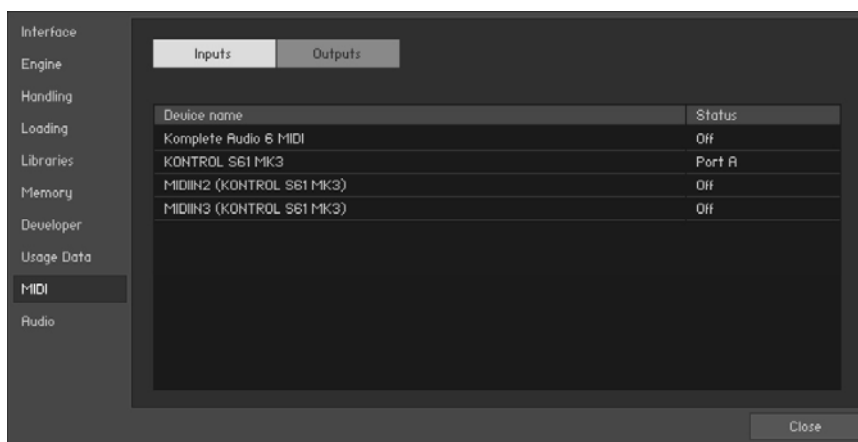 Interface
Engine
Handling
Loading
Libraries
Memory
Developer
Usage Data
MIDI
Audio
Inputs Outputs
Device name Status
Komplete Audio 6 MIDI Off
KONTROL S61 MK3 Port A
MIDIIN2 (KONTROL S61 MK3) Off
MIDIIN3 (KONTROL S61 MK3) Off
Close